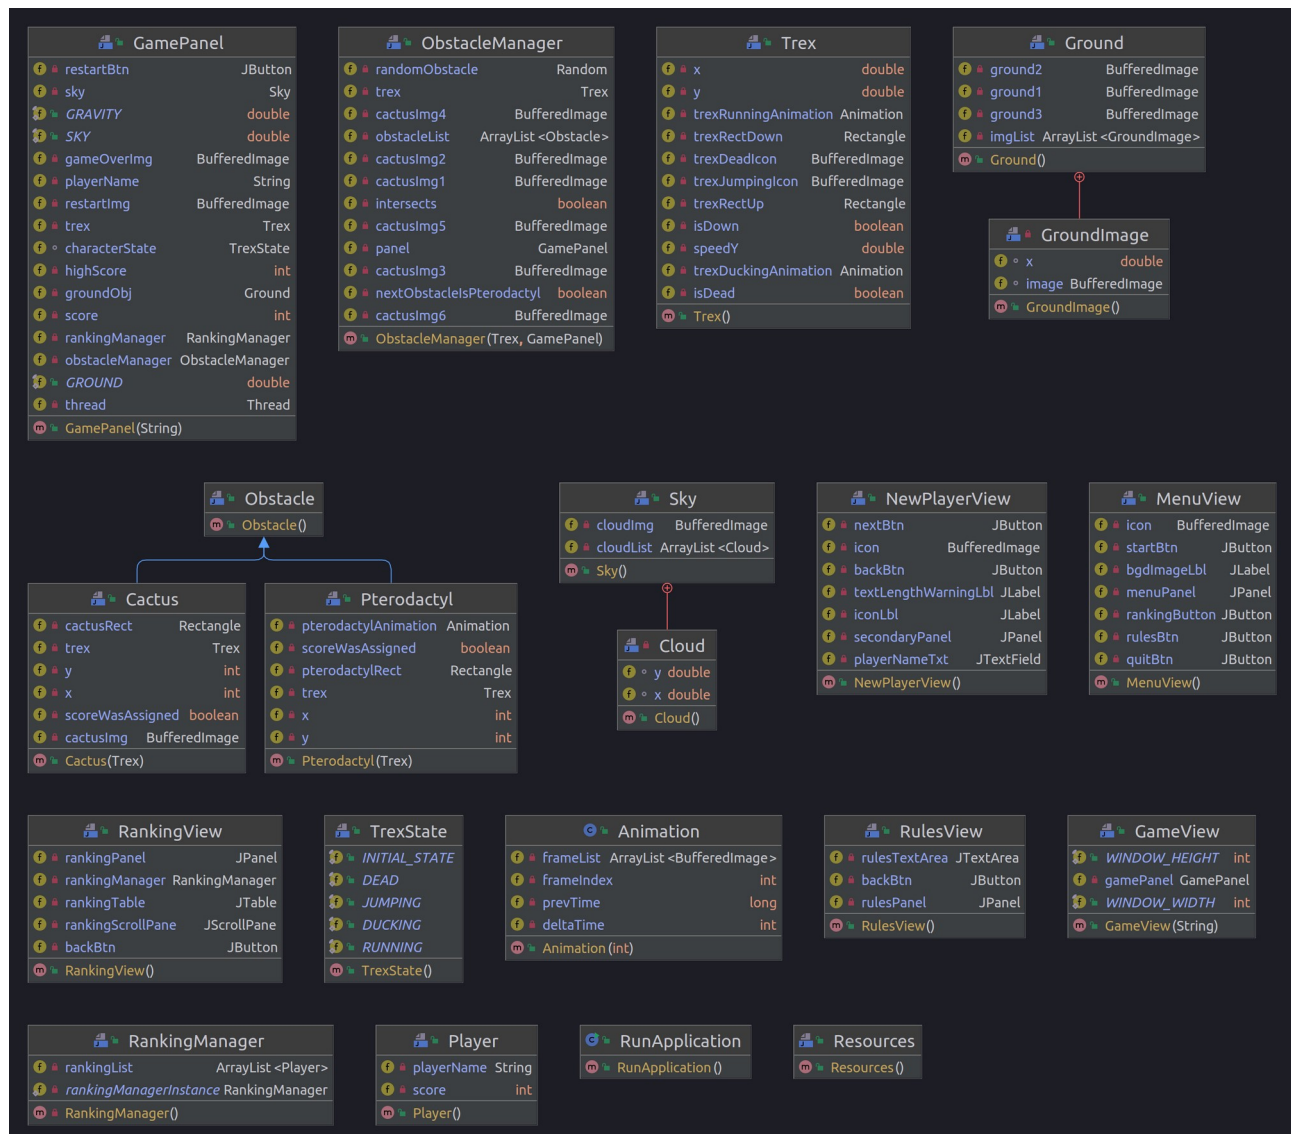 GamePanel
restartBtn JButton
sky Sky
GRAVITY double
SKY double
gameOverImg BufferedImage
playerName String
restartImg BufferedImage
trex Trex
characterState TrexState
highScore int
groundObj Ground
score int
rankingManager RankingManager
obstacleManager ObstacleManager
GROUND double
thread Thread
GamePanel(String)
ObstacleManager
randomObstacle Random
trex Trex
cactusImg4 BufferedImage
obstacleList ArrayList<Obstacle>
cactusImg2 BufferedImage
cactusImg1 BufferedImage
intersects boolean
cactusImg5 BufferedImage
panel GamePanel
cactusImg3 BufferedImage
nextObstacleIsPterodactyl boolean
cactusImg6 BufferedImage
ObstacleManager(Trex, GamePanel)
Trex
x double
y double
trexRunningAnimation Animation
trexRectDown Rectangle
trexDeadIcon BufferedImage
trexJumpingIcon BufferedImage
trexRectUp Rectangle
isDown boolean
speedY double
trexDuckingAnimation Animation
isDead boolean
Trex()
Ground
ground2 BufferedImage
ground1 BufferedImage
ground3 BufferedImage
imgList ArrayList<GroundImage>
Ground()
GroundImage
x double
image BufferedImage
GroundImage()
Obstacle
Obstacle()
Cactus
cactusRect Rectangle
trex Trex
y int
x int
scoreWasAssigned boolean
cactusImg BufferedImage
Cactus(Trex)
Pterodactyl
pterodactylAnimation Animation
scoreWasAssigned boolean
pterodactylRect Rectangle
trex Trex
x int
y int
Pterodactyl(Trex)
Sky
cloudImg BufferedImage
cloudList ArrayList<Cloud>
Sky()
Cloud
y double
x double
Cloud()
NewPlayerView
nextBtn JButton
icon BufferedImage
backBtn JButton
textLengthWarningLbl JLabel
iconLbl JLabel
secondaryPanel JPanel
playerNameTxt JTextField
NewPlayerView()
MenuView
icon BufferedImage
startBtn JButton
bgdImageLbl JLabel
menuPanel JPanel
rankingButton JButton
rulesBtn JButton
quitBtn JButton
MenuView()
RankingView
rankingPanel JPanel
rankingManager RankingManager
rankingTable JTable
rankingScrollPane JScrollPane
backBtn JButton
RankingView()
TrexState
INITIAL_STATE
DEAD
JUMPING
DUCKING
RUNNING
TrexState()
Animation
frameList ArrayList<BufferedImage>
frameIndex int
prevTime long
deltaTime int
Animation(int)
RulesView
rulesTextArea JTextArea
backBtn JButton
rulesPanel JPanel
RulesView()
GameView
WINDOW_HEIGHT int
gamePanel GamePanel
WINDOW_WIDTH int
GameView(String)
RankingManager
rankingList ArrayList<Player>
rankingManagerInstance RankingManager
RankingManager()
Player
playerName String
score int
Player()
RunApplication
RunApplication()
Resources
Resources()